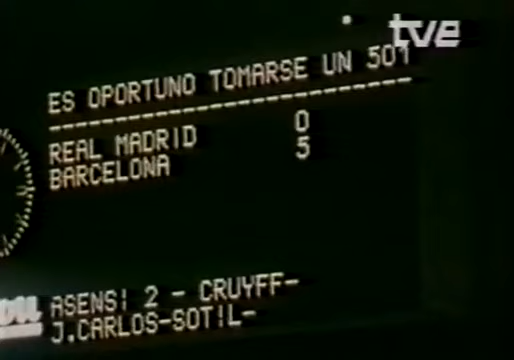 tve
ES OPORTUNO TOMARSE UN 501
REAL MADRID 0
BARCELONA 5
ASENSI 2 - CRUYFF-
J.CARLOS-SOTIL-